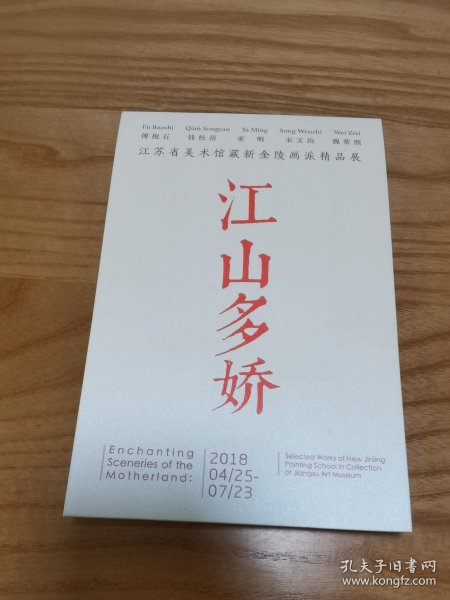 Fu Baoshi Qian Songyan Ya Ming Song Wenzhi Wei Zixi
傅抱石 钱松嵒 亚明 宋文治 魏紫熙
江苏省美术馆藏新金陵画派精品展
江山多娇
Enchanting
Sceneries of the
Motherland:
2018
04/25-
07/23
Selected Works of New Jinling
Painting School in Collection
of Jiangsu Art Museum
孔夫子旧书网
www.kongfz.com